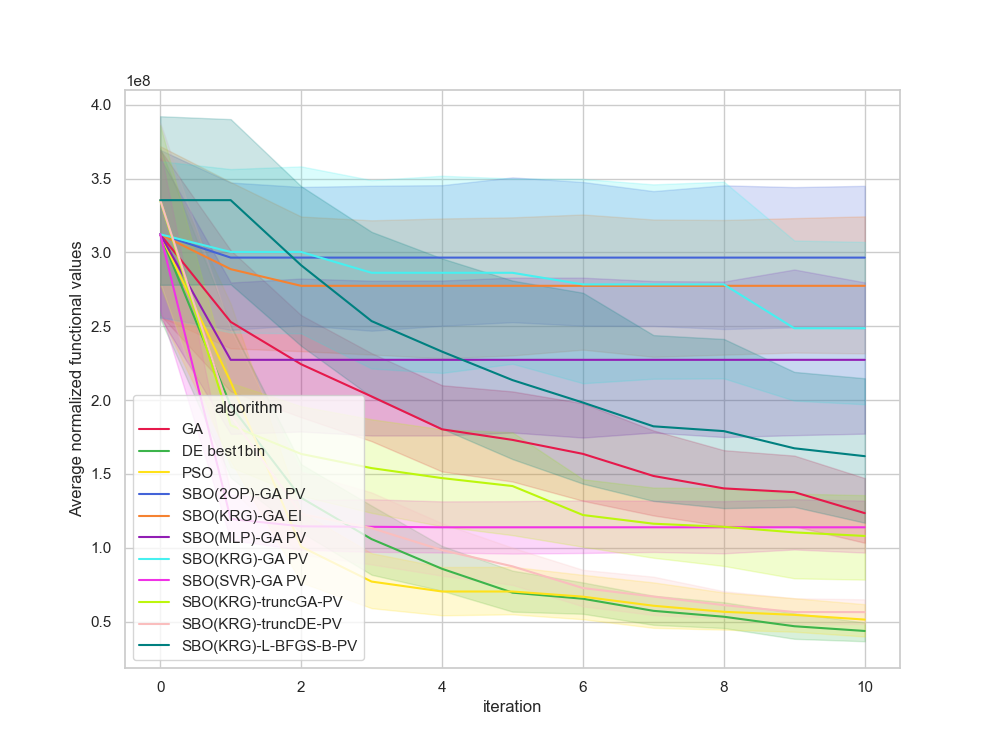 1e8
4.0
3.5
3.0
2.5
2.0
1.5
1.0
0.5
Average normalized functional values
algorithm
GA
DE best1bin
PSO
SBO(2OP)-GA PV
SBO(KRG)-GA EI
SBO(MLP)-GA PV
SBO(KRG)-GA PV
SBO(SVR)-GA PV
SBO(KRG)-truncGA-PV
SBO(KRG)-truncDE-PV
SBO(KRG)-L-BFGS-B-PV
0 2 4 6 8 10
iteration